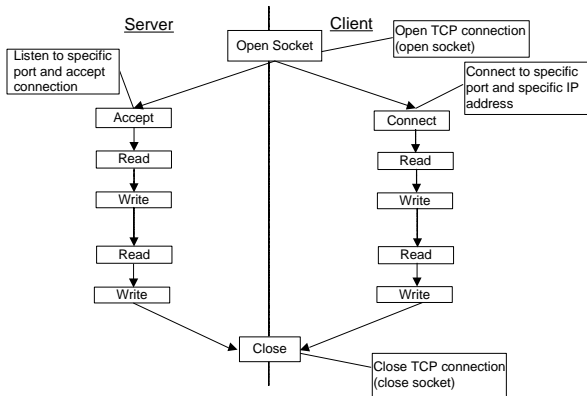 Server
Client
Open Socket
Open TCP connection
(open socket)
Listen to specific
port and accept
connection
Connect to specific
port and specific IP
address
Accept
Connect
Read
Read
Write
Write
Read
Read
Write
Write
Close
Close TCP connection
(close socket)